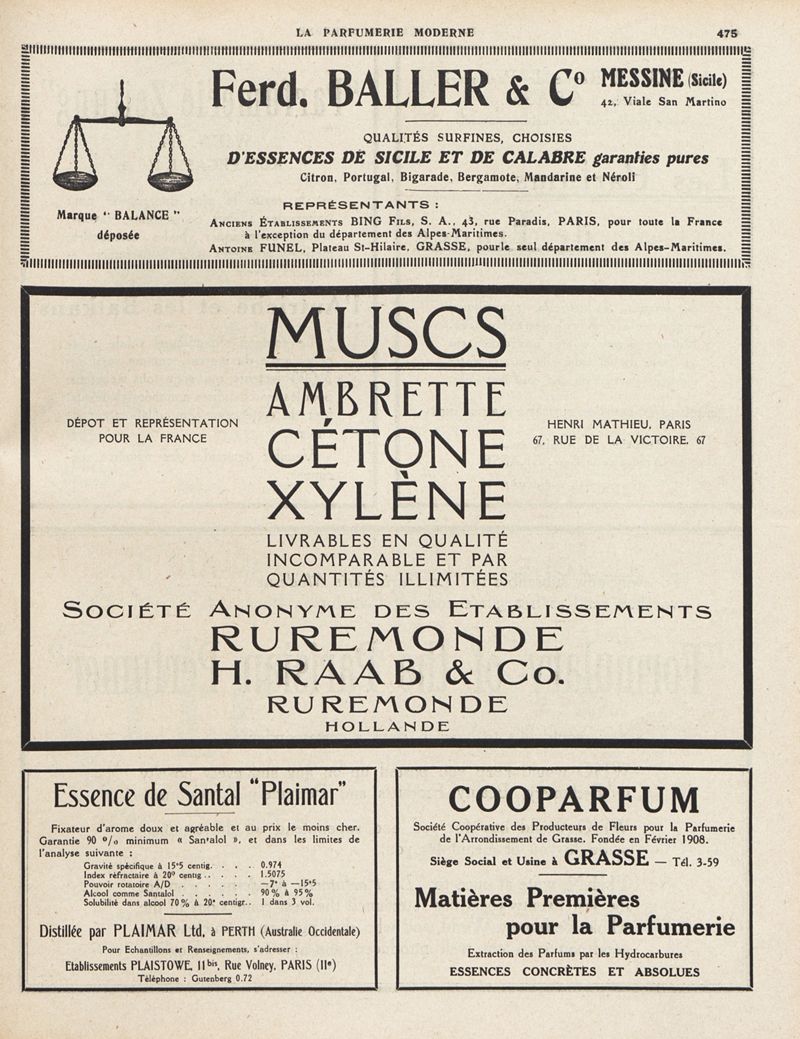 LA PARFUMERIE MODERNE 475
Ferd. BALLER & Cº MESSINE (Sicile)
42, Viale San Martino
QUALITÉS SURFINES, CHOISIES
D'ESSENCES DE SICILE ET DE CALABRE garanties pures
Citron, Portugal, Bigarade, Bergamote, Mandarine et Néroli
Marque "BALANCE"
déposée
REPRÉSENTANTS :
ANCIENS ÉTABLISSEMENTS BING FILS, S. A., 43, rue Paradis, PARIS, pour toute la France
à l'exception du département des Alpes-Maritimes.
ANTOINE FUNEL, Plateau St-Hilaire, GRASSE, pour le seul département des Alpes-Maritimes.
MUSCS
AMBRETTE
CÉTONE
XYLÈNE
DÉPOT ET REPRÉSENTATION
POUR LA FRANCE
HENRI MATHIEU, PARIS
67, RUE DE LA VICTOIRE, 67
LIVRABLES EN QUALITÉ
INCOMPARABLE ET PAR
QUANTITÉS ILLIMITÉES
SOCIÉTÉ ANONYME DES ETABLISSEMENTS
RUREMONDE
H. RAAB & Co.
RUREMONDE
HOLLANDE
Essence de Santal "Plaimar"
Fixateur d'arome doux et agréable et au prix le moins cher.
Garantie 90 % minimum « Santalol », et dans les limites de
l'analyse suivante :
Gravité spécifique à 15°5 centig. . . . 0.974
Index réfractaire à 20° centig . . . . . 1.5075
Pouvoir rotatoire A/D . . . . . . —7° à —15°5
Alcool comme Santalol . . . . . . 90% à 95%
Solubilité dans alcool 70% à 20° centigr.. 1 dans 3 vol.
Distillée par PLAIMAR Ltd, à PERTH (Australie Occidentale)
Pour Echantillons et Renseignements, s'adresser :
Etablissements PLAISTOWE, 11bis, Rue Volney, PARIS (IIe)
Téléphone : Gutenberg 0.72
COOPARFUM
Société Coopérative des Producteurs de Fleurs pour la Parfumerie
de l'Arrondissement de Grasse. Fondée en Février 1908.
Siège Social et Usine à GRASSE — Tél. 3-59
Matières Premières
pour la Parfumerie
Extraction des Parfums par les Hydrocarbures
ESSENCES CONCRÈTES ET ABSOLUES